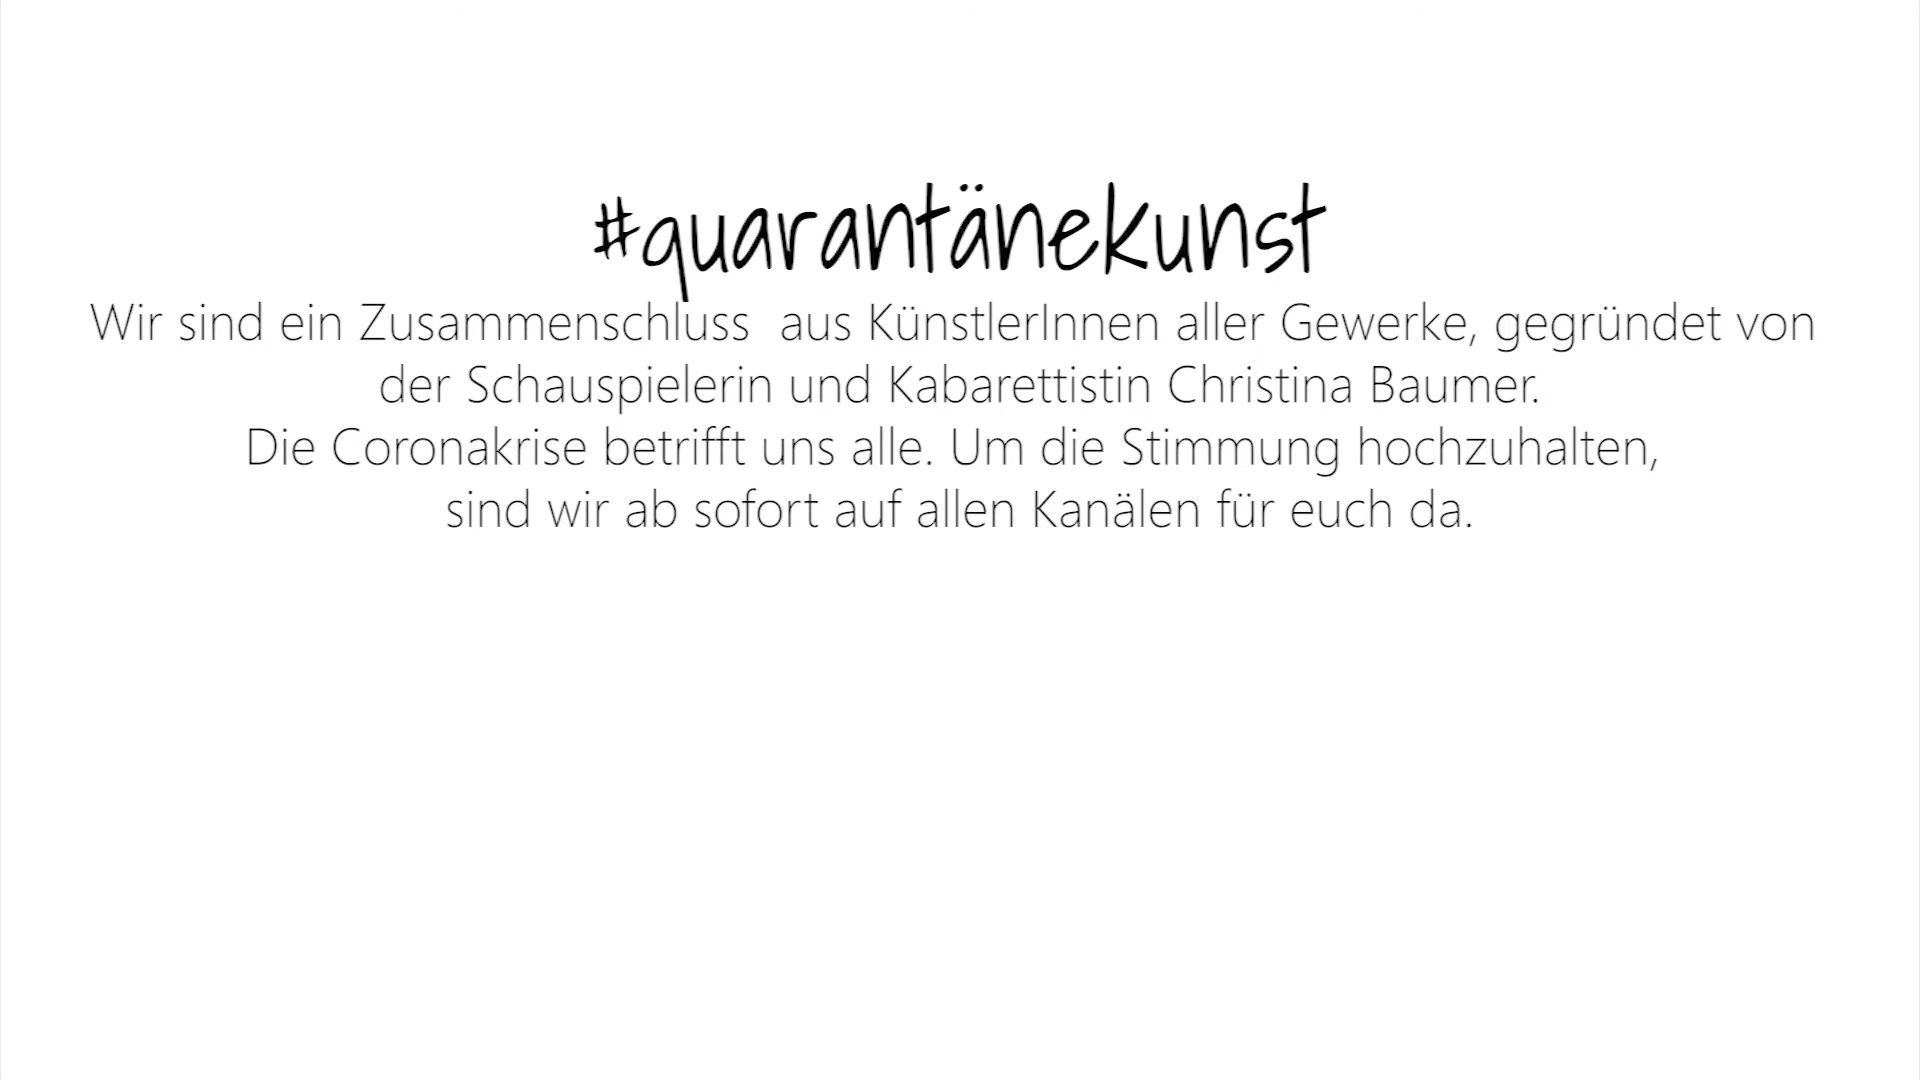 #quarantänekunst
Wir sind ein Zusammenschluss  aus KünstlerInnen aller Gewerke, gegründet von
der Schauspielerin und Kabarettistin Christina Baumer.
Die Coronakrise betrifft uns alle. Um die Stimmung hochzuhalten,
sind wir ab sofort auf allen Kanälen für euch da.